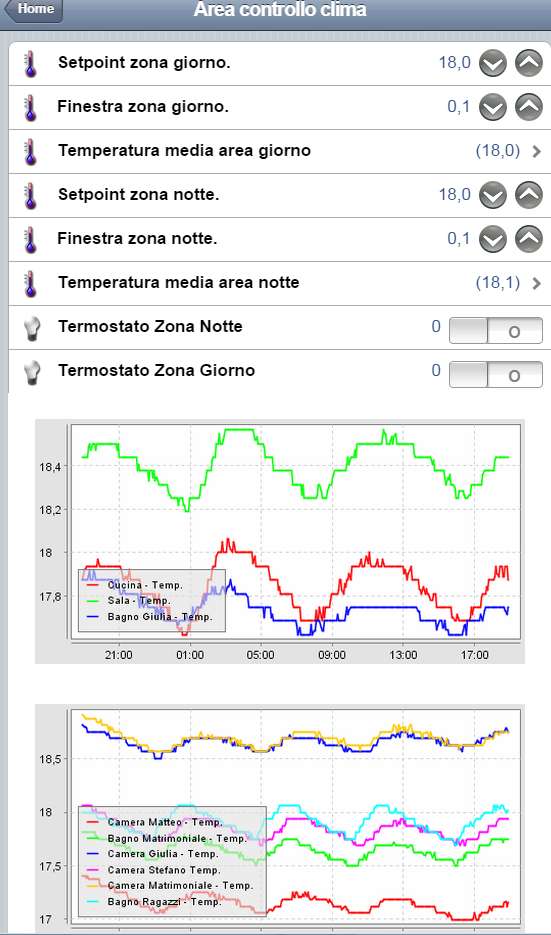 Home
Area controllo clima
Setpoint zona giorno. 18,0
Finestra zona giorno. 0,1
Temperatura media area giorno (18,0)
Setpoint zona notte. 18,0
Finestra zona notte. 0,1
Temperatura media area notte (18,1)
Termostato Zona Notte 0 O
Termostato Zona Giorno 0 O
18,4
18,2
18
17,8
Cucina - Temp.
Sala - Temp.
Bagno Giulia - Temp.
21:00 01:00 05:00 09:00 13:00 17:00
18,5
18
17,5
17
Camera Matteo - Temp.
Bagno Matrimoniale - Temp.
Camera Giulia - Temp.
Camera Stefano Temp.
Camera Matrimoniale - Temp.
Bagno Ragazzi - Temp.